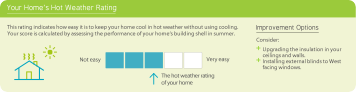 Your Home's Hot Weather Rating
This rating indicates how easy it is to keep your home cool in hot weather without using cooling.
Your score is calculated by assessing the performance of your home's building shell in summer.
Not easy
Very easy
The hot weather rating
of your home
Improvement Options
Consider:
Upgrading the insulation in your
ceilings and walls.
Installing external blinds to West
facing windows.